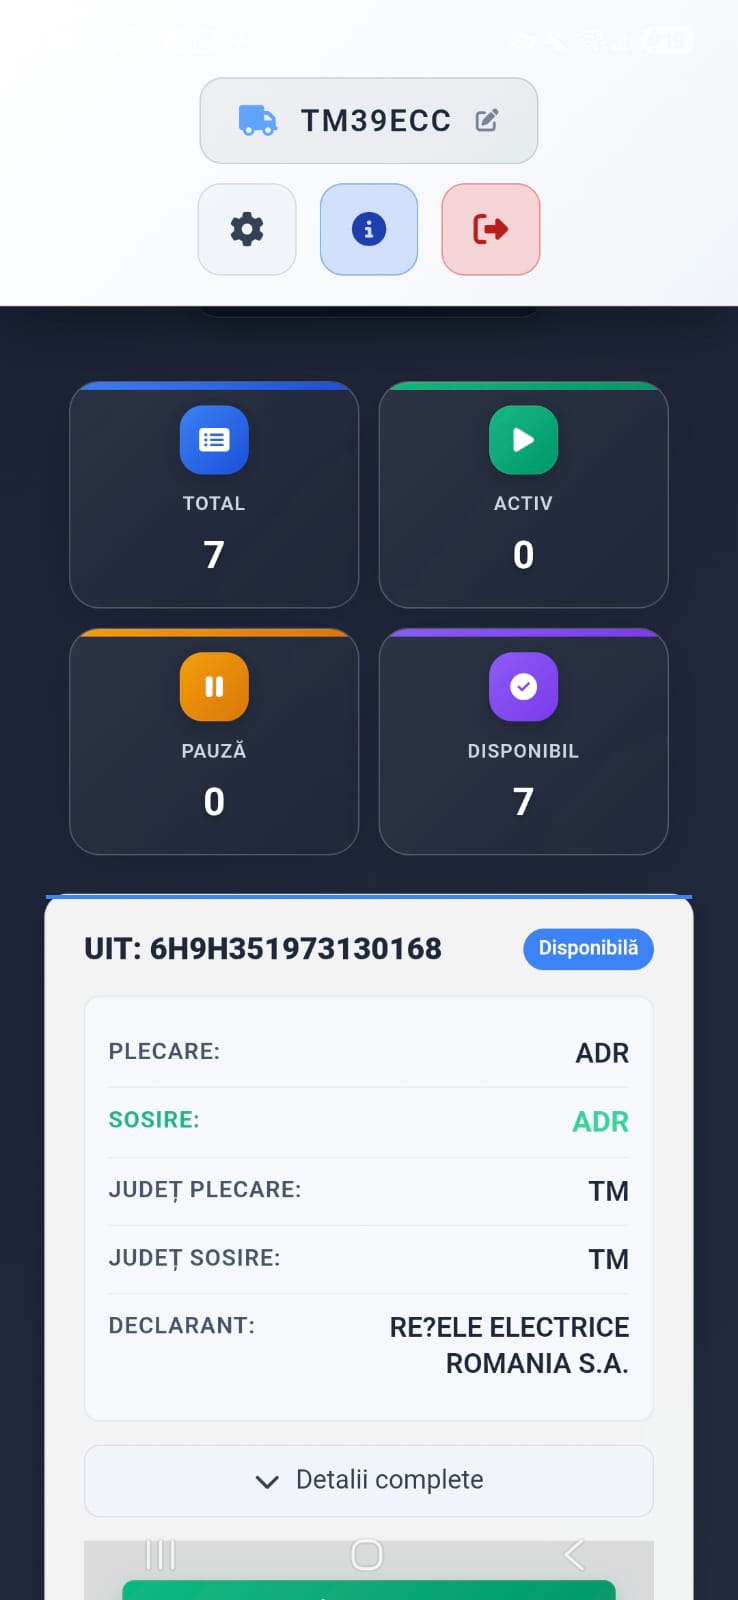 TM39ECC
TOTAL
7
ACTIV
0
PAUZĂ
0
DISPONIBIL
7
UIT: 6H9H351973130168
Disponibilă
PLECARE:
ADR
SOSIRE:
ADR
JUDEȚ PLECARE:
TM
JUDEȚ SOSIRE:
TM
DECLARANT:
RE?ELE ELECTRICE
ROMANIA S.A.
Detalii complete